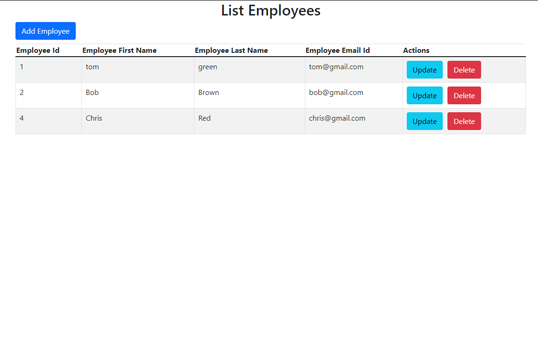 List Employees
Add Employee
Employee Id Employee First Name Employee Last Name Employee Email Id Actions
1 tom green tom@gmail.com Update Delete
2 Bob Brown bob@gmail.com Update Delete
4 Chris Red chris@gmail.com Update Delete